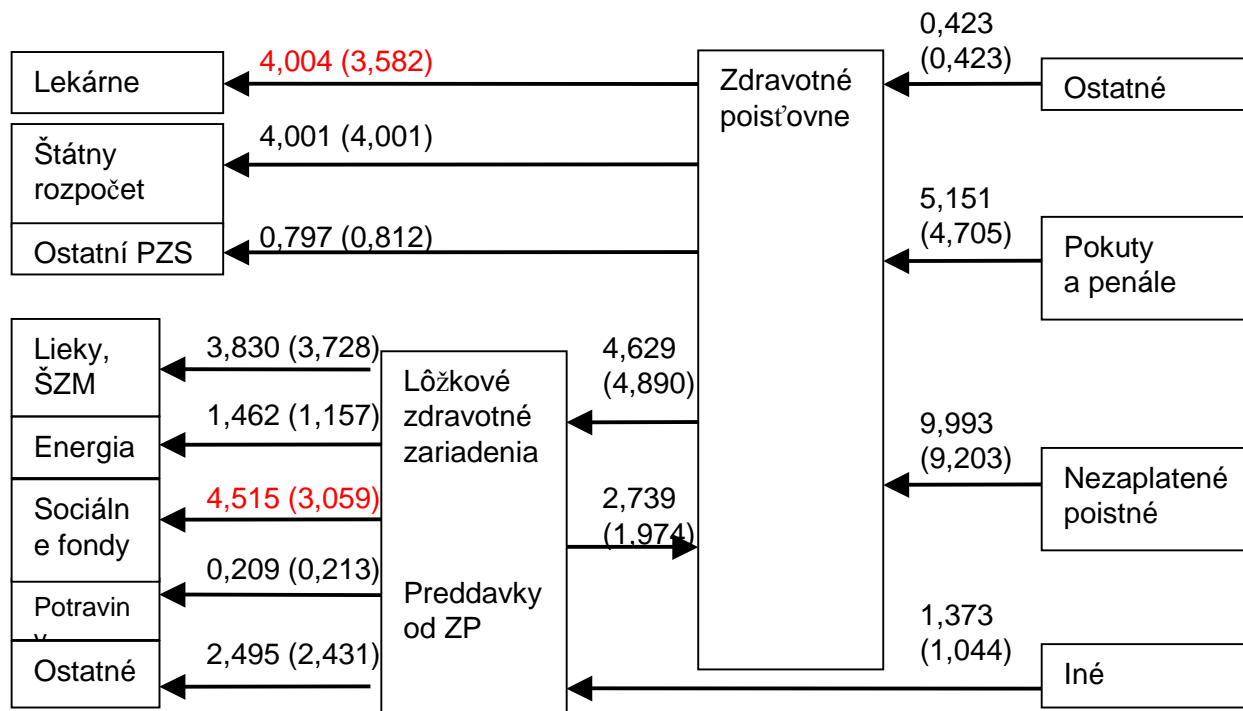 0,423
(0,423)
4,004 (3,582)
Lekárne
Zdravotné
poisťovne
Ostatné
4,001 (4,001)
Štátny
rozpočet
5,151
(4,705)
Ostatní PZS
0,797 (0,812)
Pokuty
a penále
Lieky,
ŠZM
3,830 (3,728)
4,629
(4,890)
Lôžkové
zdravotné
zariadenia
1,462 (1,157)
Energia
9,993
(9,203)
Nezaplatené
poistné
4,515 (3,059)
Sociáln
e fondy
2,739
(1,974)
0,209 (0,213)
Potravin
y
Preddavky
od ZP
1,373
(1,044)
2,495 (2,431)
Ostatné
Iné